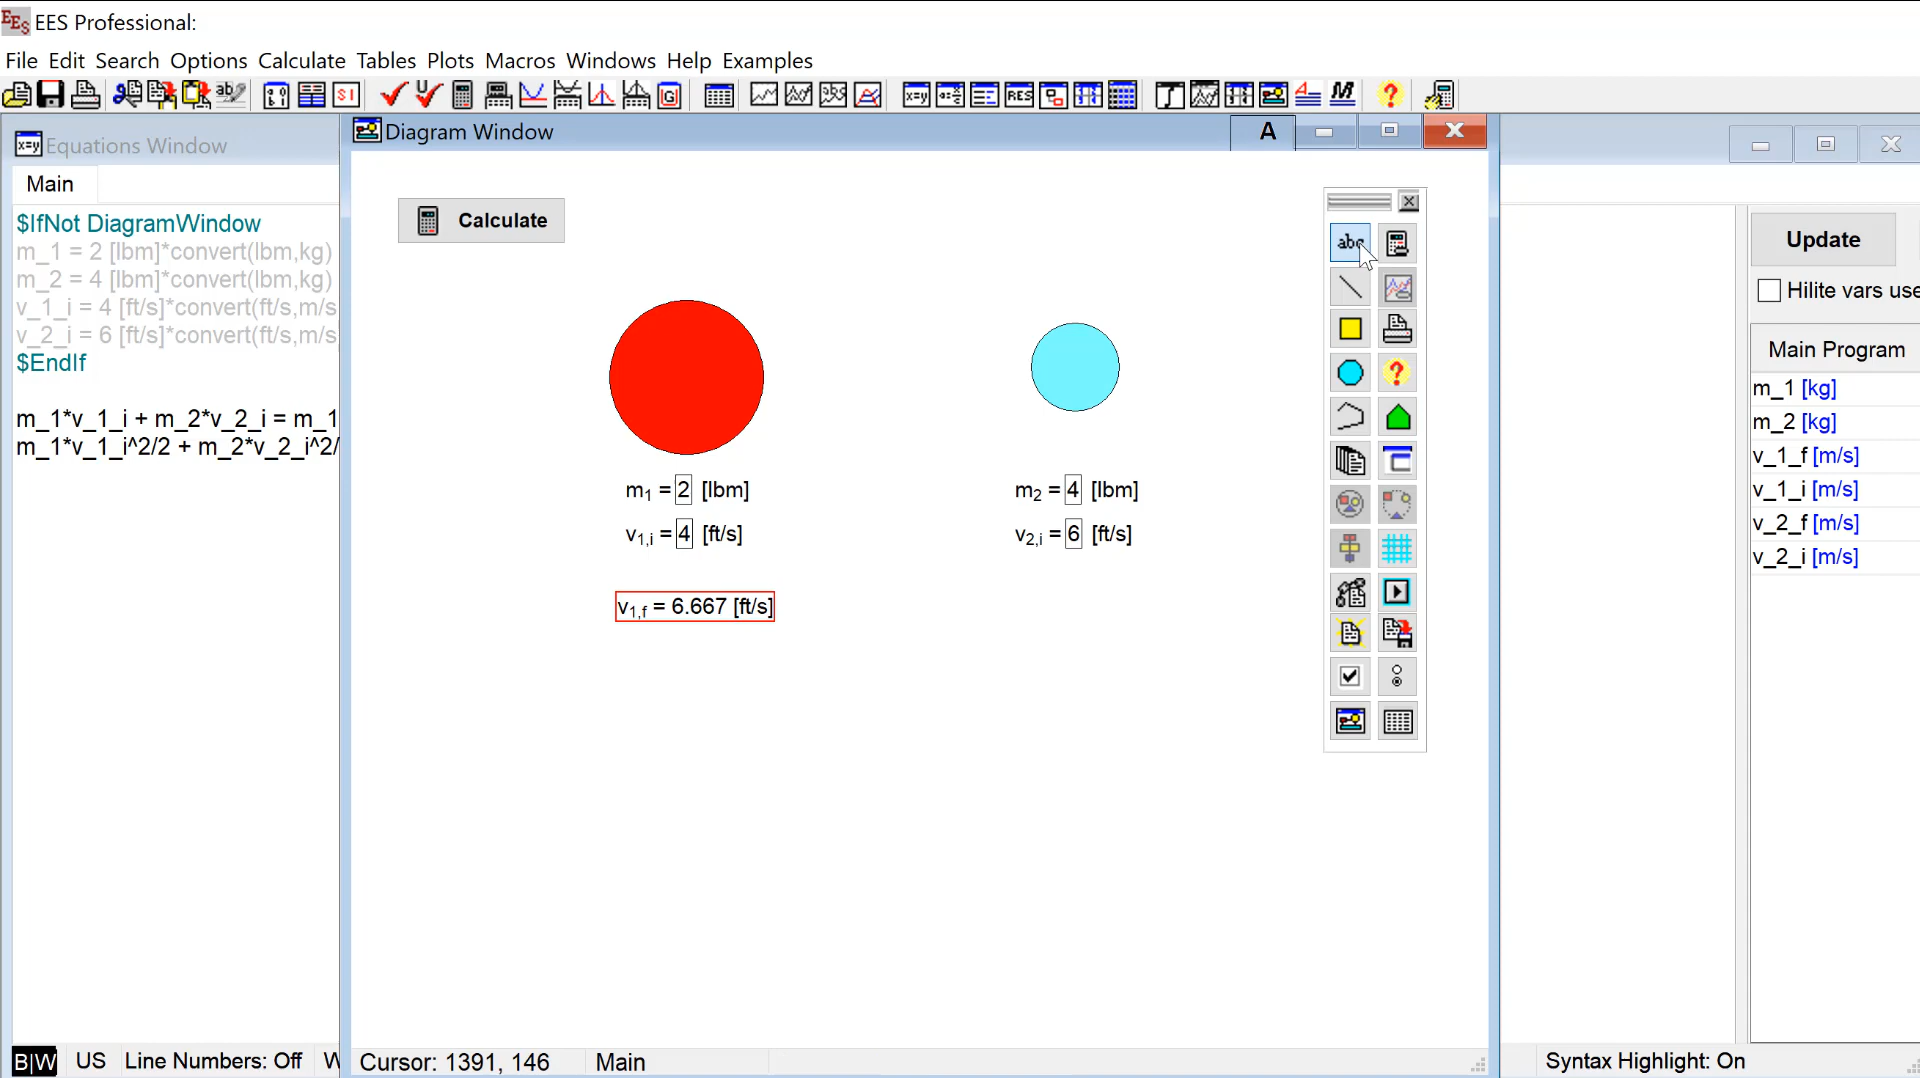 EES Professional:
File Edit Search Options Calculate Tables Plots Macros Windows Help Examples
Equations Window
Main
$IfNot DiagramWindow
m_1 = 2 [lbm]*convert(lbm,kg)
m_2 = 4 [lbm]*convert(lbm,kg)
v_1_i = 4 [ft/s]*convert(ft/s,m/s
v_2_i = 6 [ft/s]*convert(ft/s,m/s
$EndIf
m_1*v_1_i + m_2*v_2_i = m_1
m_1*v_1_i^2/2 + m_2*v_2_i^2/
Diagram Window
A
Calculate
abc
m1 = 2 [lbm]
v1,i = 4 [ft/s]
v1,f = 6.667 [ft/s]
m2 = 4 [lbm]
v2,i = 6 [ft/s]
Update
Hilite vars use
Main Program
m_1 [kg]
m_2 [kg]
v_1_f [m/s]
v_1_i [m/s]
v_2_f [m/s]
v_2_i [m/s]
B|W US Line Numbers: Off
Cursor: 1391, 146 Main
Syntax Highlight: On